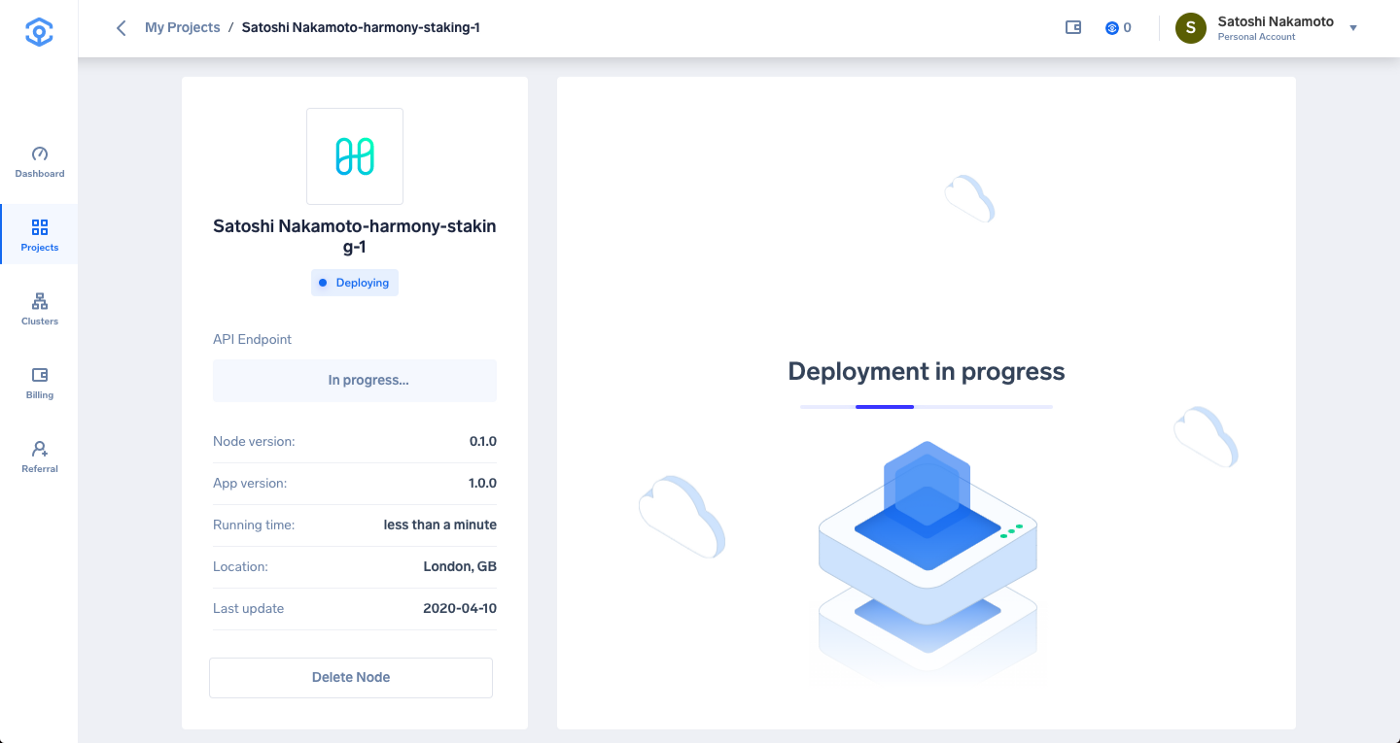 My Projects / Satoshi Nakamoto-harmony-staking-1
0
S
Satoshi Nakamoto
Personal Account
Dashboard
Projects
Clusters
Billing
Referral
Satoshi Nakamoto-harmony-stakin
g-1
Deploying
API Endpoint
In progress...
Node version: 0.1.0
App version: 1.0.0
Running time: less than a minute
Location: London, GB
Last update 2020-04-10
Delete Node
Deployment in progress